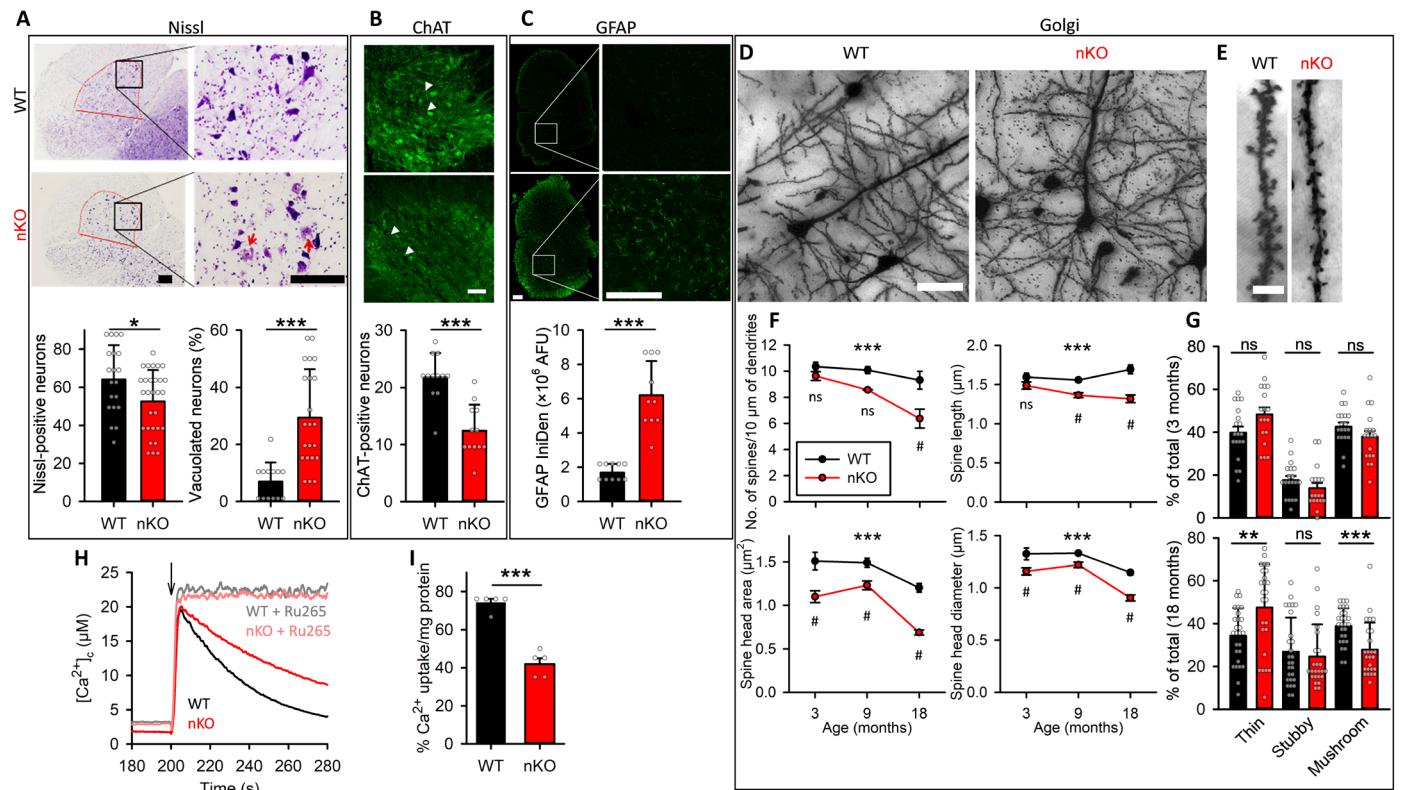 A
Nissl
WT
nKO
Nissl-positive neurons
80
60
40
20
0
*
WT nKO
Vacuolated neurons (%)
60
40
20
0
***
WT nKO
B
ChAT
ChAT-positive neurons
30
20
10
0
***
WT nKO
C
GFAP
GFAP IniDen (×10⁶ AFU)
10
8
6
4
2
0
***
WT nKO
Golgi
D
WT
nKO
E
WT nKO
F
No. of spines/10 µm of dendrites
12
10
8
6
4
2
0
***
ns
ns
#
WT
nKO
Spine length (µm)
2.0
1.5
1.0
0.5
0.0
***
ns
#
#
Spine head area (µm²)
1.5
1.0
0.5
0.0
***
#
#
#
3 9 18
Age (months)
Spine head diameter (µm)
1.5
1.0
0.5
0.0
***
#
#
#
3 9 18
Age (months)
G
% of total (3 months)
80
60
40
20
0
ns ns ns
% of total (18 months)
80
60
40
20
0
** ns ***
Thin
Stubby
Mushroom
H
[Ca²⁺]c (µM)
25
20
15
10
5
0
WT + Ru265
nKO + Ru265
WT
nKO
180 200 220 240 260 280
Time (s)
I
% Ca²⁺ uptake/mg protein
80
60
40
20
0
***
WT nKO